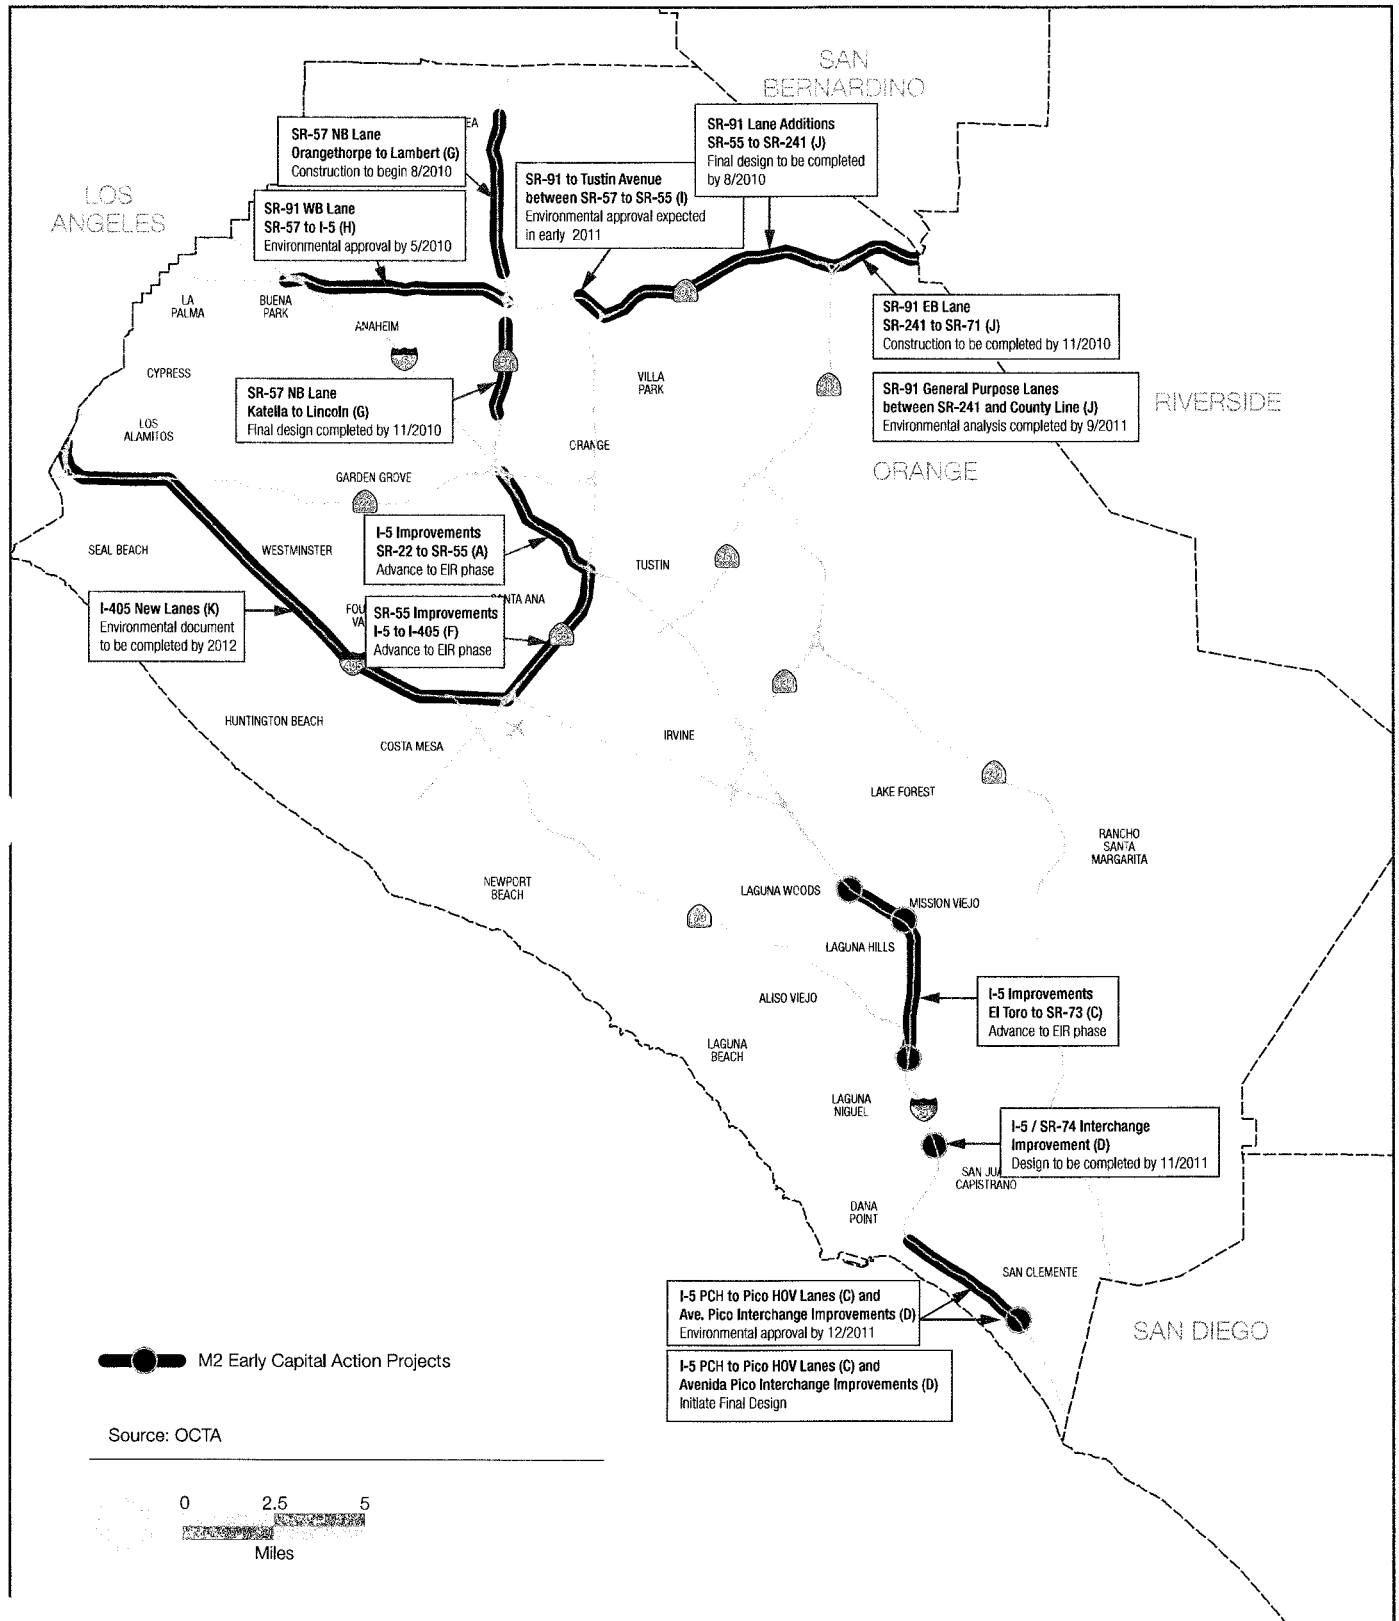 SAN
BERNARDINO
LOS
ANGELES
SR-57 NB Lane
Orangethorpe to Lambert (G)
Construction to begin 8/2010
EA
SR-91 Lane Additions
SR-55 to SR-241 (J)
Final design to be completed
by 8/2010
SR-91 to Tustin Avenue
between SR-57 to SR-55 (I)
Environmental approval expected
in early 2011
SR-91 WB Lane
SR-57 to I-5 (H)
Environmental approval by 5/2010
LA
PALMA
BUENA
PARK
ANAHEIM
SR-91 EB Lane
SR-241 to SR-71 (J)
Construction to be completed by 11/2010
CYPRESS
VILLA
PARK
SR-57 NB Lane
Katella to Lincoln (G)
Final design completed by 11/2010
SR-91 General Purpose Lanes
between SR-241 and County Line (J)
Environmental analysis completed by 9/2011
RIVERSIDE
LOS
ALAMITOS
ORANGE
ORANGE
GARDEN GROVE
22
I-5 Improvements
SR-22 to SR-55 (A)
Advance to EIR phase
SEAL BEACH
WESTMINSTER
TUSTIN
I-405 New Lanes (K)
Environmental document
to be completed by 2012
FOU
VA
NTA ANA
SR-55 Improvements
I-5 to I-405 (F)
Advance to EIR phase
405
HUNTINGTON BEACH
COSTA MESA
IRVINE
LAKE FOREST
RANCHO
SANTA
MARGARITA
NEWPORT
BEACH
LAGUNA WOODS
MISSION VIEJO
73
LAGUNA HILLS
ALISO VIEJO
I-5 Improvements
El Toro to SR-73 (C)
Advance to EIR phase
LAGUNA
BEACH
LAGUNA
NIGUEL
5
I-5 / SR-74 Interchange
Improvement (D)
Design to be completed by 11/2011
SAN JUA
CAPISTRANO
DANA
POINT
SAN CLEMENTE
I-5 PCH to Pico HOV Lanes (C) and
Ave. Pico Interchange Improvements (D)
Environmental approval by 12/2011
SAN DIEGO
I-5 PCH to Pico HOV Lanes (C) and
Avenida Pico Interchange Improvements (D)
Initiate Final Design
M2 Early Capital Action Projects
Source: OCTA
0 2.5 5
Miles